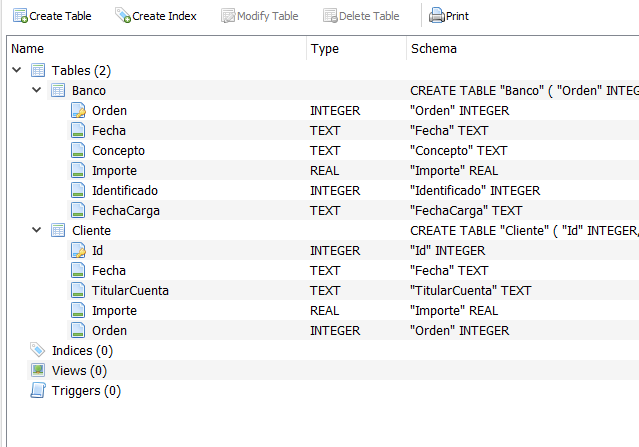 Create Table Create Index Modify Table Delete Table Print
Name Type Schema
Tables (2)
Banco CREATE TABLE "Banco" ( "Orden" INTEG
Orden INTEGER "Orden" INTEGER
Fecha TEXT "Fecha" TEXT
Concepto TEXT "Concepto" TEXT
Importe REAL "Importe" REAL
Identificado INTEGER "Identificado" INTEGER
FechaCarga TEXT "FechaCarga" TEXT
Cliente CREATE TABLE "Cliente" ( "Id" INTEGER,
Id INTEGER "Id" INTEGER
Fecha TEXT "Fecha" TEXT
TitularCuenta TEXT "TitularCuenta" TEXT
Importe REAL "Importe" REAL
Orden INTEGER "Orden" INTEGER
Indices (0)
Views (0)
Triggers (0)